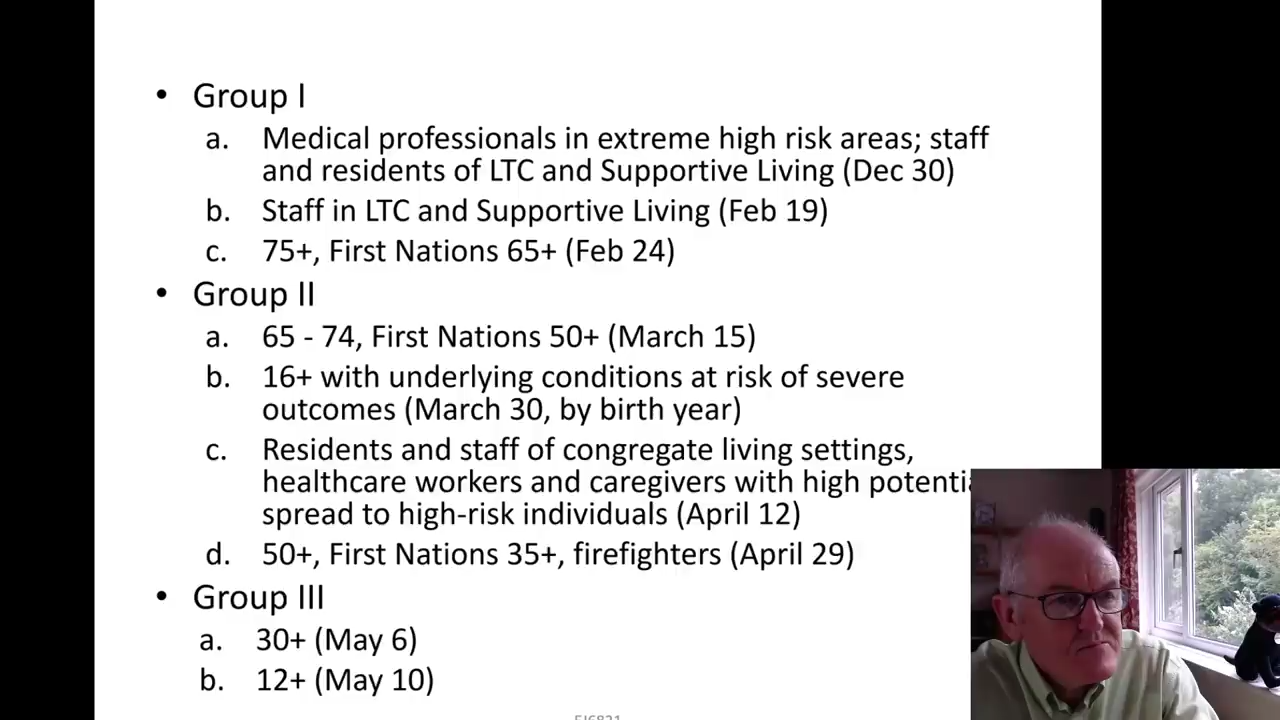 • Group I
a. Medical professionals in extreme high risk areas; staff
and residents of LTC and Supportive Living (Dec 30)
b. Staff in LTC and Supportive Living (Feb 19)
c. 75+, First Nations 65+ (Feb 24)
• Group II
a. 65 - 74, First Nations 50+ (March 15)
b. 16+ with underlying conditions at risk of severe
outcomes (March 30, by birth year)
c. Residents and staff of congregate living settings,
healthcare workers and caregivers with high
spread to high-risk individuals (April 12)
d. 50+, First Nations 35+, firefighters (April 29)
• Group III
a. 30+ (May 6)
b. 12+ (May 10)